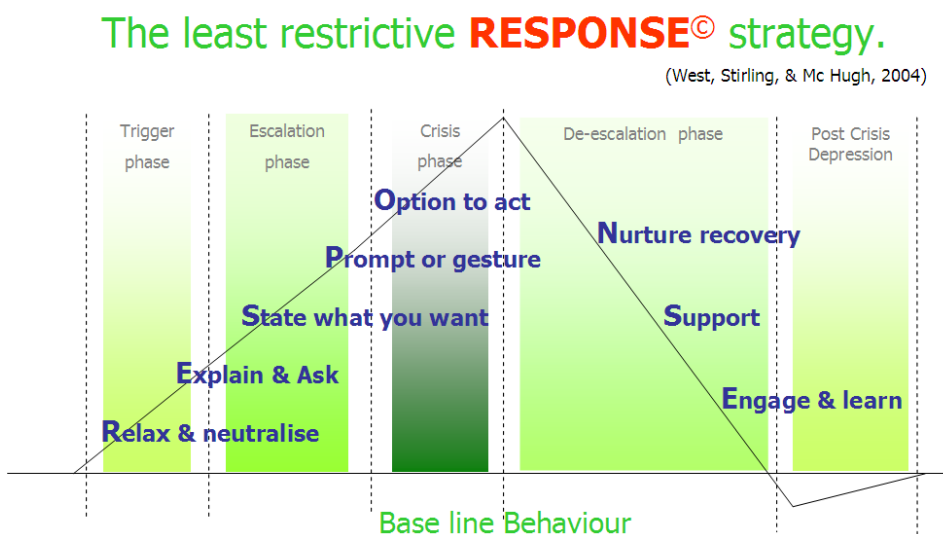 The least restrictive RESPONSE© strategy.
(West, Stirling, & Mc Hugh, 2004)
Trigger
phase
Escalation
phase
Crisis
phase
De-escalation phase
Post Crisis
Depression
Option to act
Nurture recovery
Prompt or gesture
State what you want
Support
Explain & Ask
Engage & learn
Relax & neutralise
Base line Behaviour